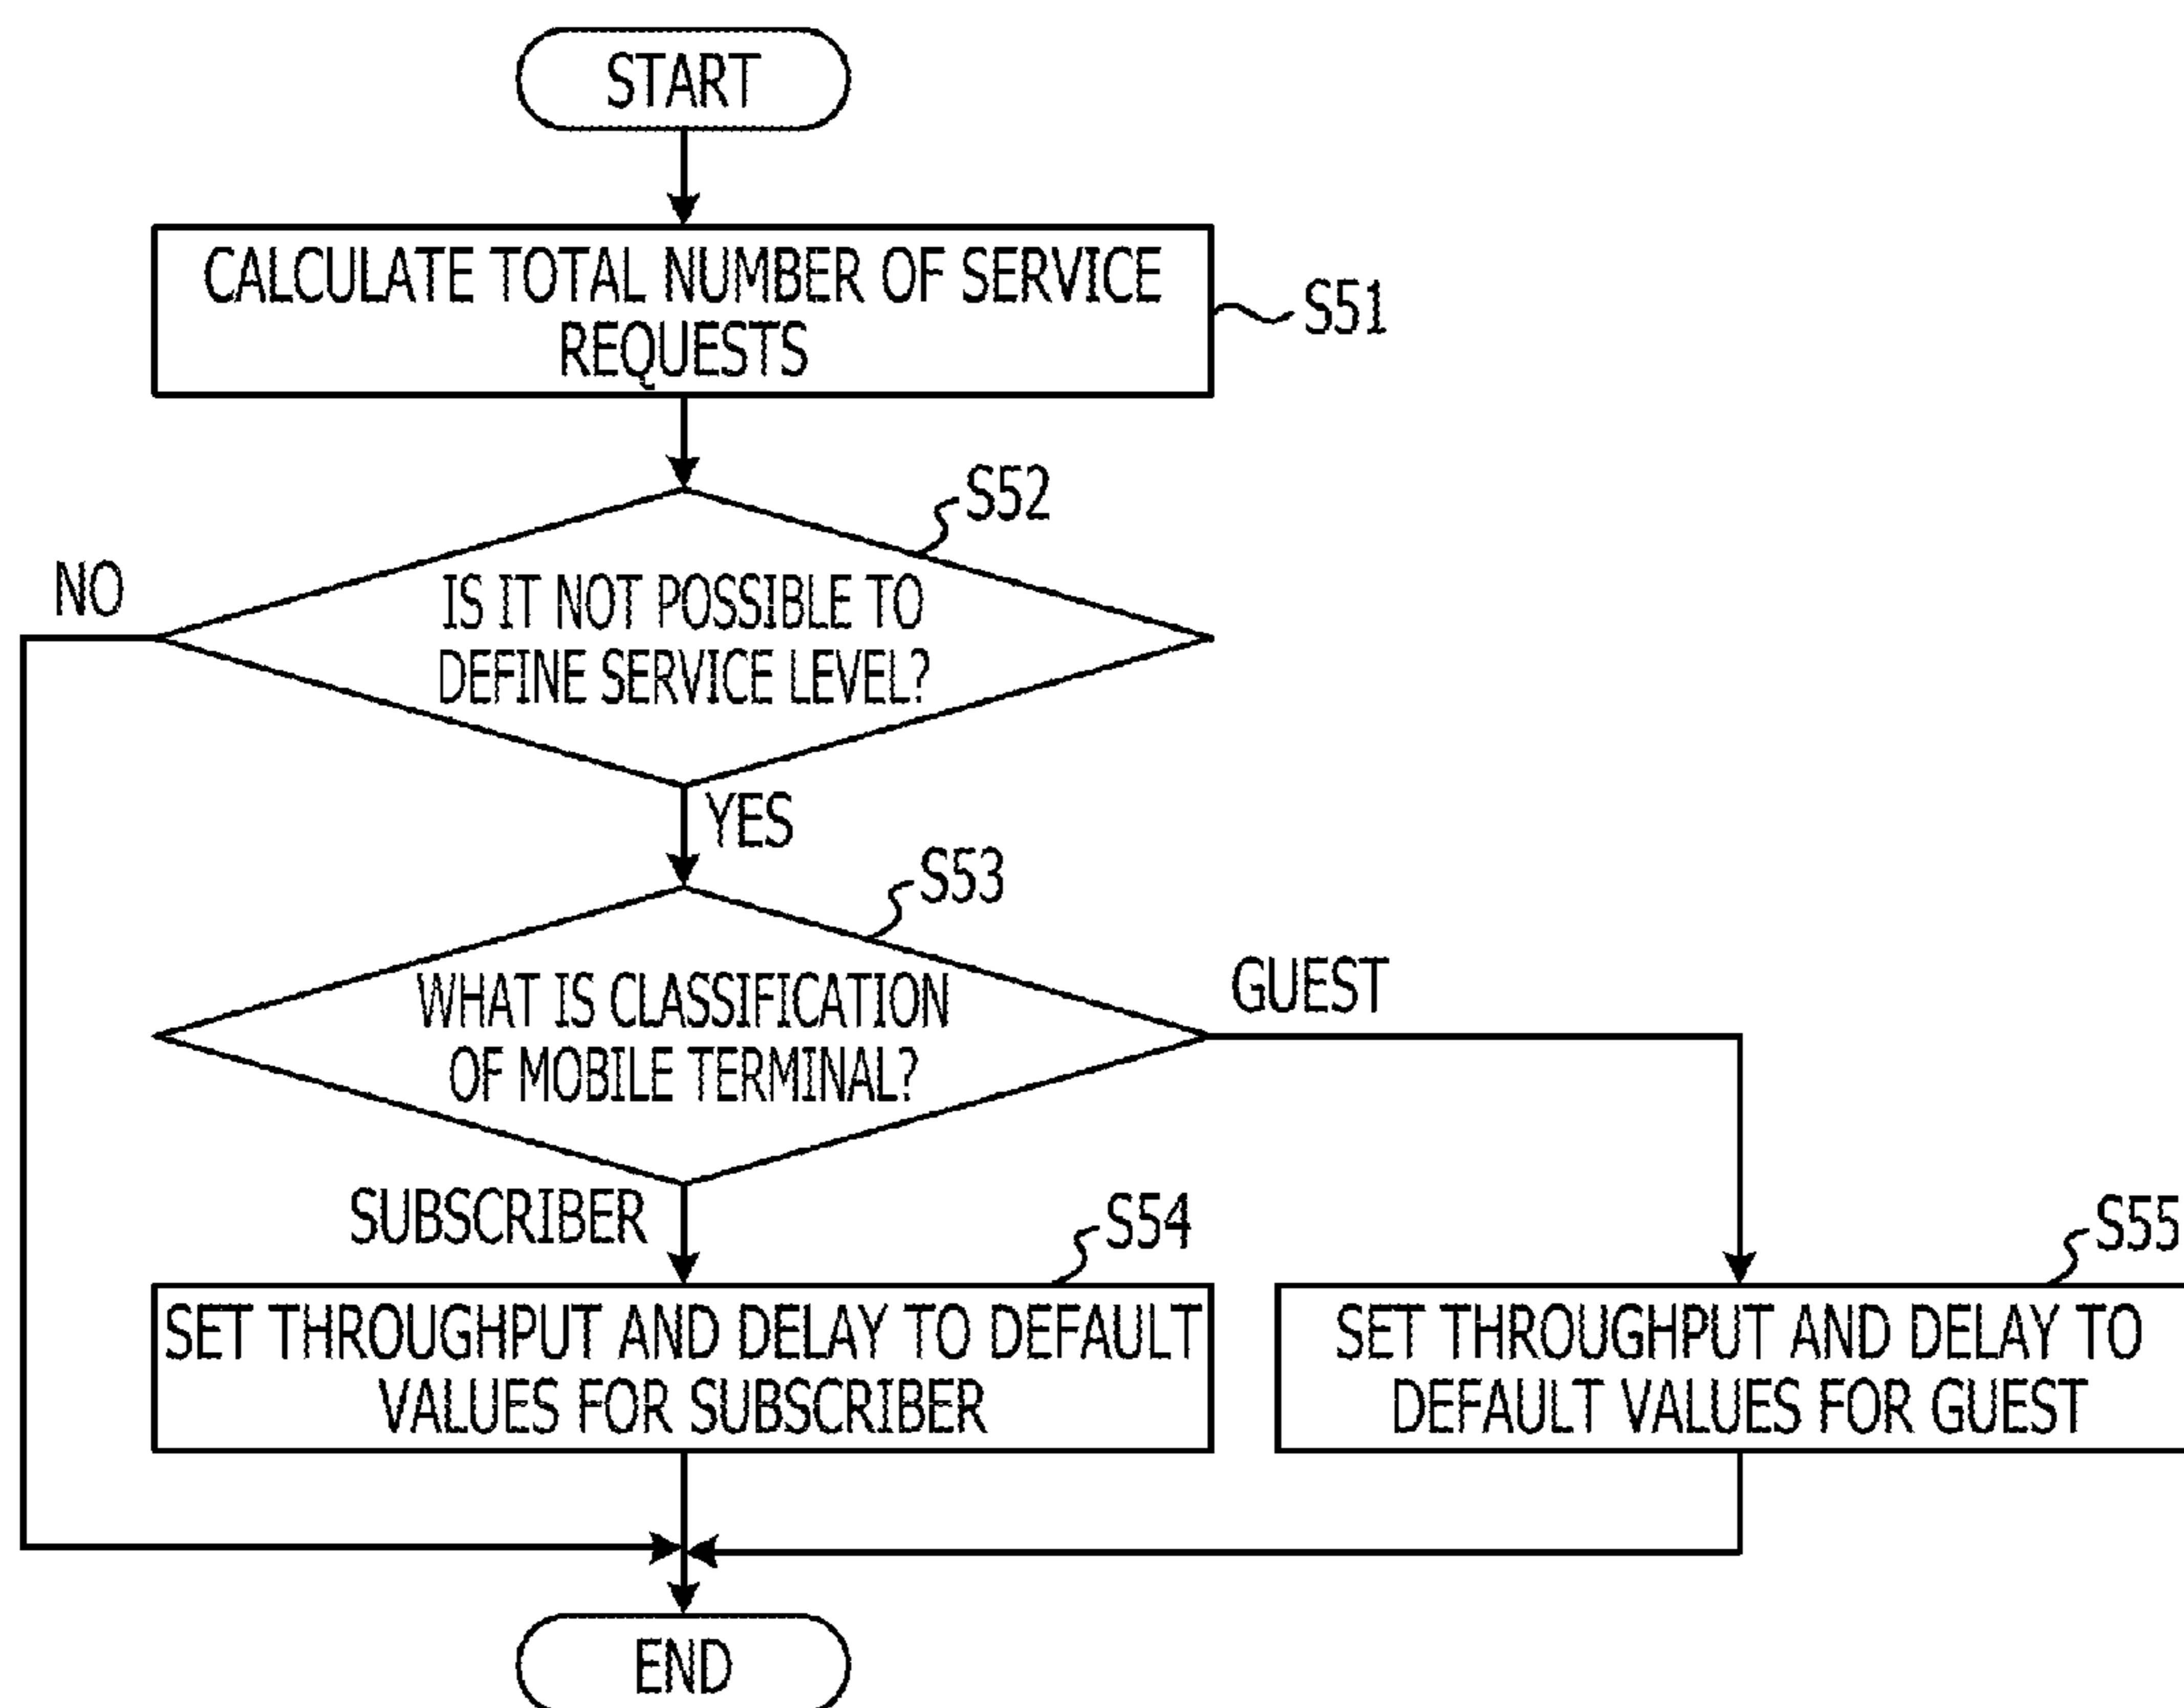 START
CALCULATE TOTAL NUMBER OF SERVICE
REQUESTS
S51
S52
NO
IS IT NOT POSSIBLE TO
DEFINE SERVICE LEVEL?
YES
S53
WHAT IS CLASSIFICATION
OF MOBILE TERMINAL?
GUEST
SUBSCRIBER
S54
S55
SET THROUGHPUT AND DELAY TO DEFAULT
VALUES FOR SUBSCRIBER
SET THROUGHPUT AND DELAY TO
DEFAULT VALUES FOR GUEST
END